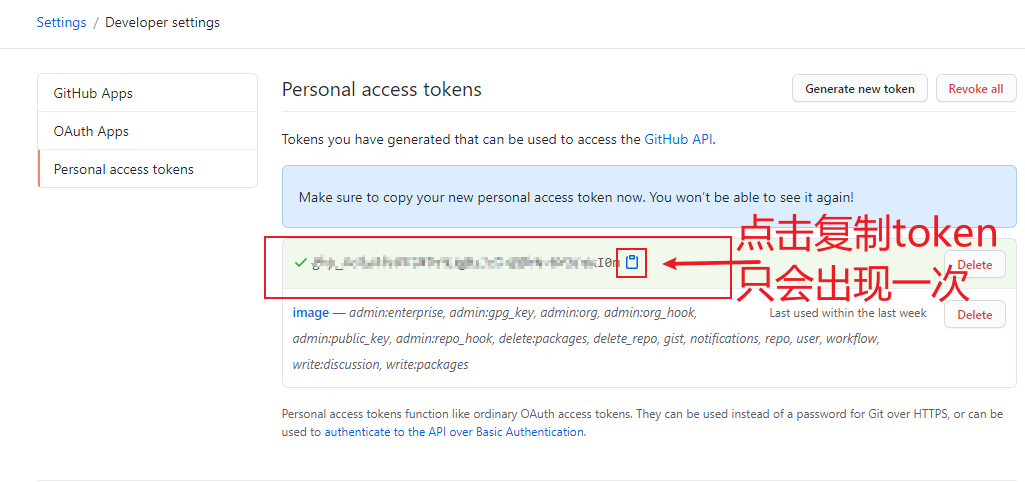 Settings / Developer settings
GitHub Apps
OAuth Apps
Personal access tokens
Personal access tokens
Generate new token
Revoke all
Tokens you have generated that can be used to access the GitHub API.
Make sure to copy your new personal access token now. You won't be able to see it again!
点击复制token
只会出现一次
I0n
Delete
image — admin:enterprise, admin:gpg_key, admin:org, admin:org_hook,
admin:public_key, admin:repo_hook, delete:packages, delete_repo, gist, notifications, repo, user, workflow,
write:discussion, write:packages
Last used within the last week
Delete
Personal access tokens function like ordinary OAuth access tokens. They can be used instead of a password for Git over HTTPS, or can be
used to authenticate to the API over Basic Authentication.